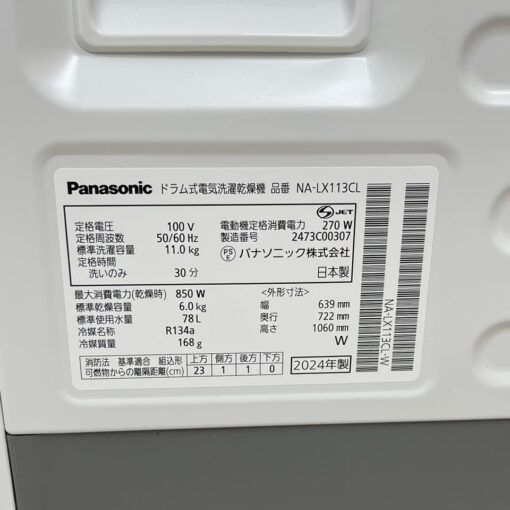 Panasonic ドラム式電気洗濯乾燥機 品番 NA-LX113CL
定格電圧 100 V
定格周波数 50/60 Hz
標準洗濯容量 11.0 kg
定格時間
洗いのみ 30 分
S JET
電動機定格消費電力 270 W
製造番号 2473C00307
PSE パナソニック株式会社
日本製
最大消費電力(乾燥時) 850 W
標準乾燥容量 6.0 kg
標準使用水量 78 L
冷媒名称 R134a
冷媒質量 168 g
<外形寸法>
幅 639 mm
奥行 722 mm
高さ 1060 mm
W
消防法 基準適合 組込形 上方 側方 後方 下方
可燃物からの離隔距離(cm) 23 1 1 0
2024年製
NA-LX113CL-W